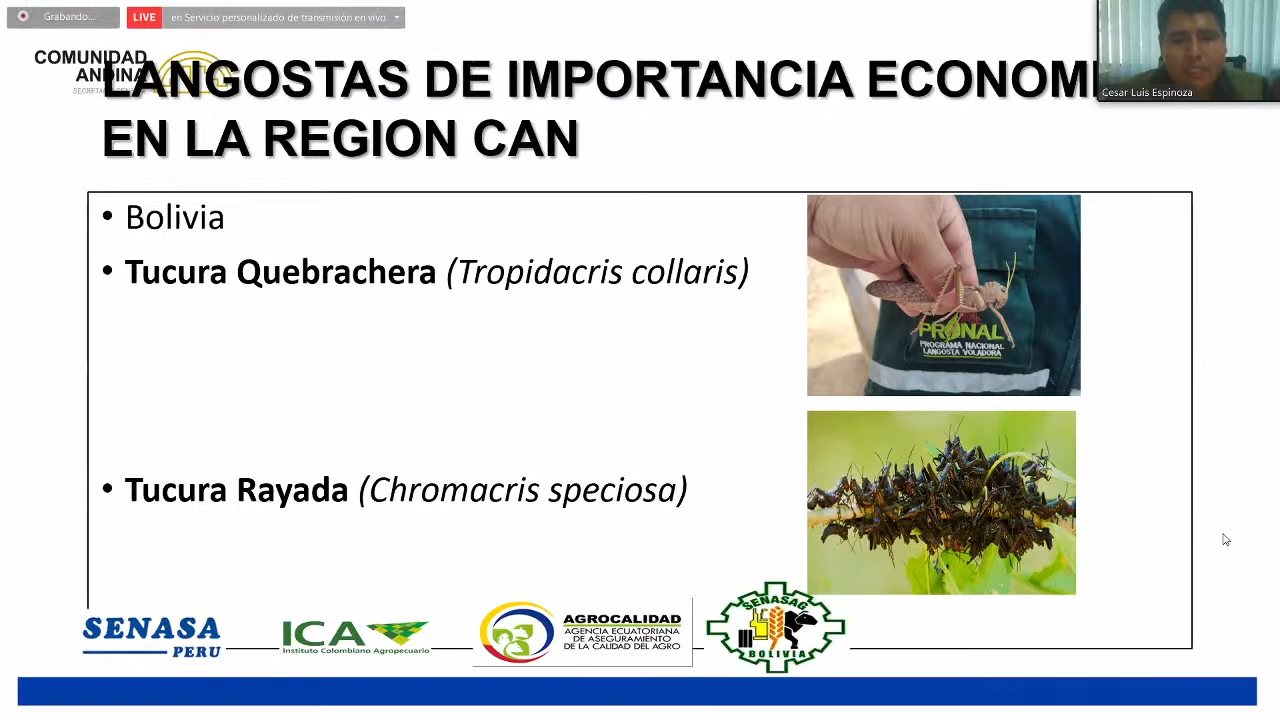 Grabando...
LIVE
en Servicio personalizado de transmisión en vivo
COMUNIDAD
ANDINA
LANGOSTAS DE IMPORTANCIA ECONOMI
EN LA REGION CAN
Cesar Luis Espinoza
• Bolivia
• Tucura Quebrachera (Tropidacris collaris)
PRONAL
PROGRAMA NACIONAL
LANGOSTA VOLADORA
• Tucura Rayada (Chromacris speciosa)
SENASA
PERU
ICA
Instituto Colombiano Agropecuario
AGROCALIDAD
AGENCIA ECUATORIANA
DE ASEGURAMIENTO
DE LA CALIDAD DEL AGRO
SENASAG
BOLIVIA